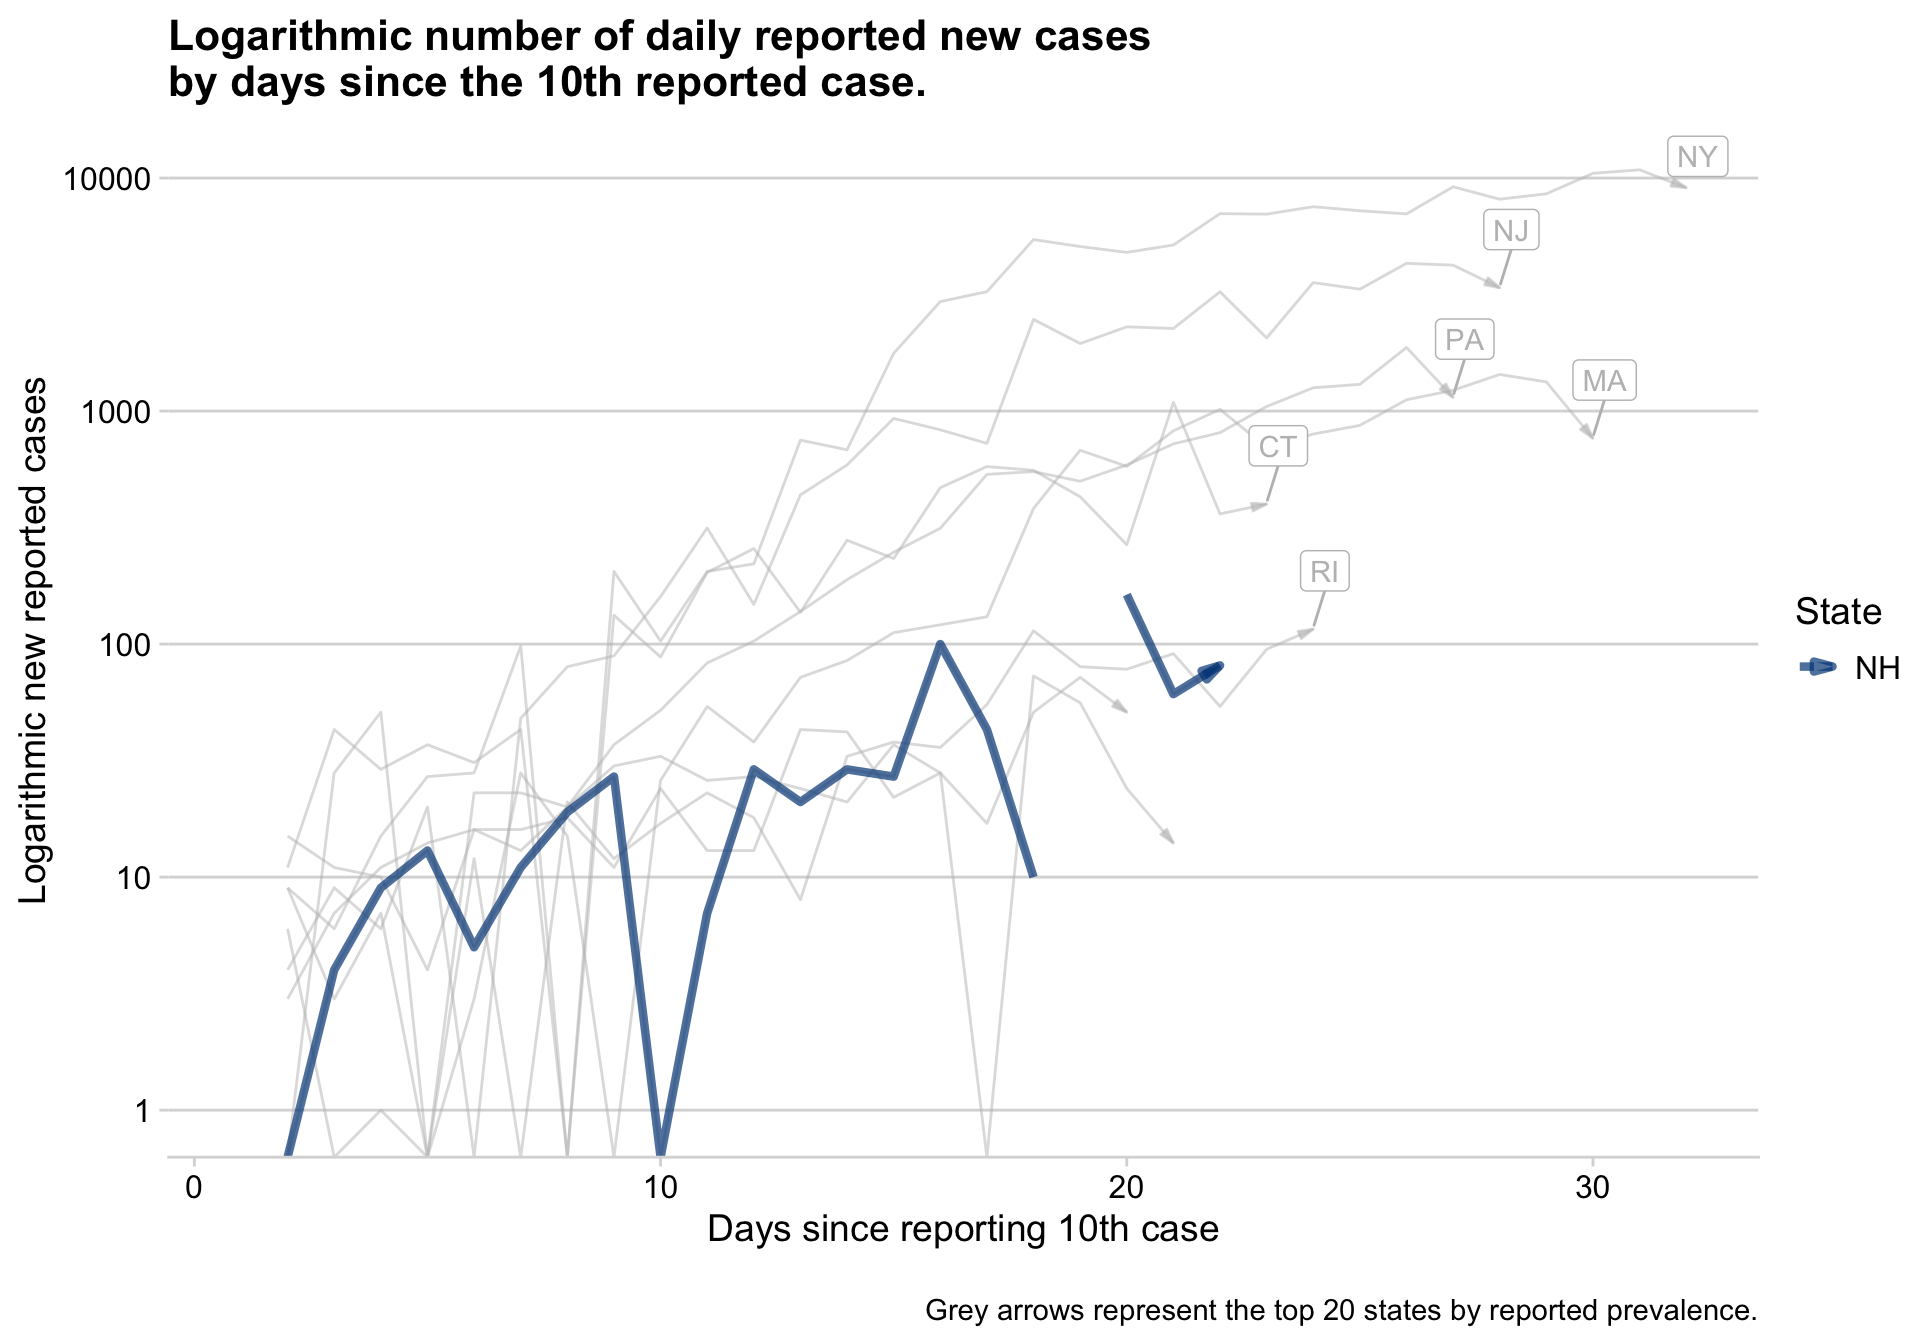 Logarithmic number of daily reported new cases
by days since the 10th reported case.
Logarithmic new reported cases
10000
1000
100
10
1
NY
NJ
PA
MA
CT
RI
State
NH
0
10
20
30
Days since reporting 10th case
Grey arrows represent the top 20 states by reported prevalence.